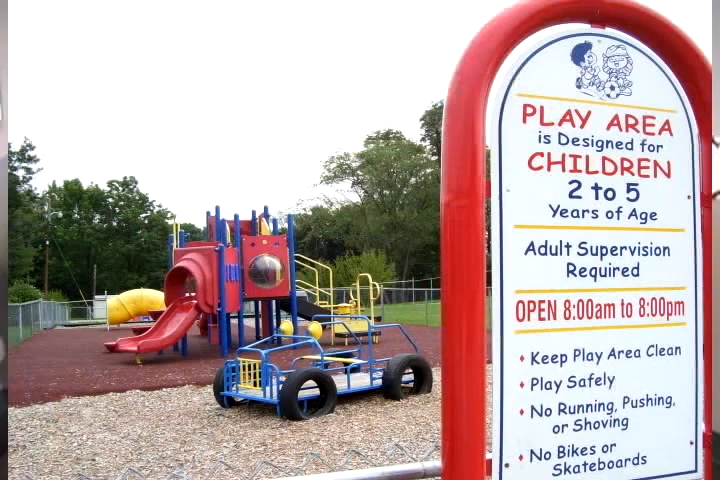 PLAY AREA
is Designed for
CHILDREN
2 to 5
Years of Age
Adult Supervision
Required
OPEN 8:00am to 8:00pm
♦ Keep Play Area Clean
♦ Play Safely
♦ No Running, Pushing,
or Shoving
♦ No Bikes or
Skateboards